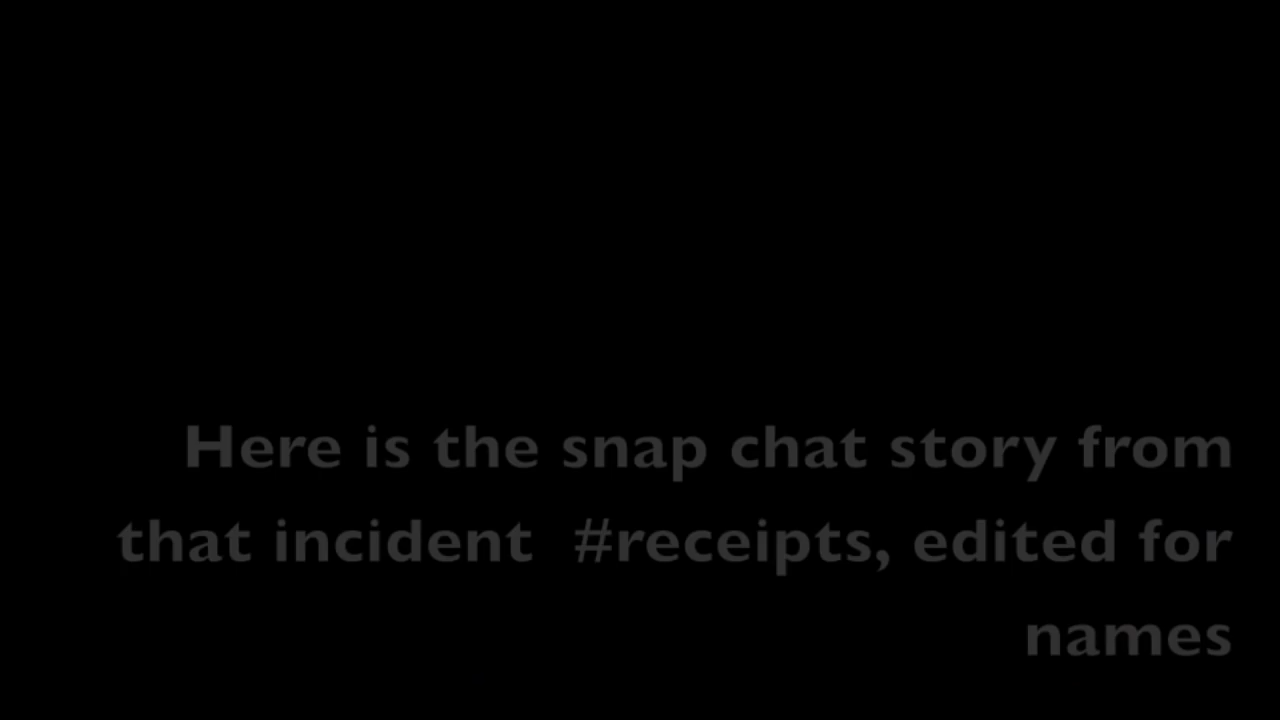 Here is the snap chat story from
that incident  #receipts, edited for
names